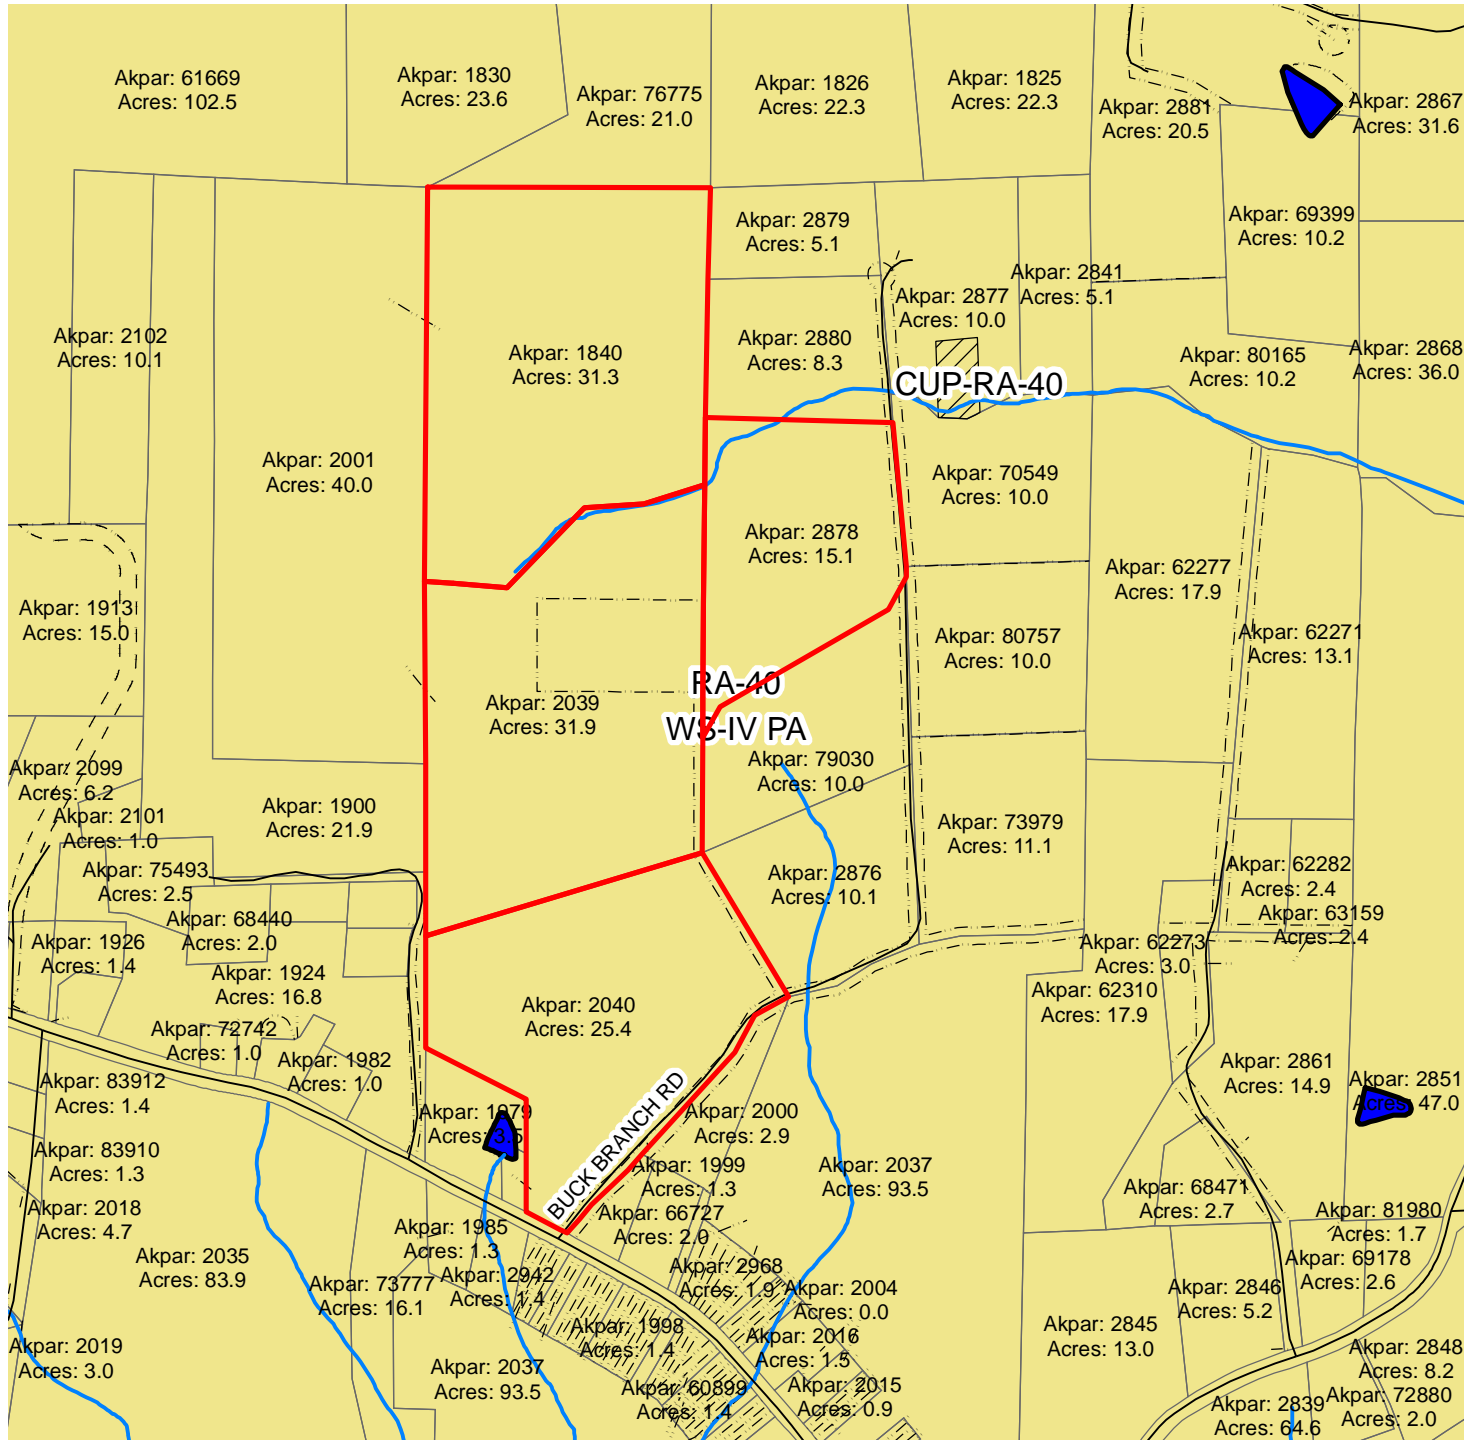 Akpar: 61669
Acres: 102.5
Akpar: 1830
Acres: 23.6
Akpar: 76775
Acres: 21.0
Akpar: 1826
Acres: 22.3
Akpar: 1825
Acres: 22.3
Akpar: 2881
Acres: 20.5
Akpar: 2867
Acres: 31.6
Akpar: 2879
Acres: 5.1
Akpar: 69399
Acres: 10.2
Akpar: 2841
Acres: 5.1
Akpar: 2877
Acres: 10.0
Akpar: 2102
Acres: 10.1
Akpar: 1840
Acres: 31.3
Akpar: 2880
Acres: 8.3
CUP-RA-40
Akpar: 80165
Acres: 10.2
Akpar: 2868
Acres: 36.0
Akpar: 2001
Acres: 40.0
Akpar: 70549
Acres: 10.0
Akpar: 2878
Acres: 15.1
Akpar: 62277
Acres: 17.9
Akpar: 1913
Acres: 15.0
Akpar: 80757
Acres: 10.0
Akpar: 62271
Acres: 13.1
RA-40
WS-IV PA
Akpar: 2039
Acres: 31.9
Akpar: 79030
Acres: 10.0
Akpar: 2099
Acres: 6.2
Akpar: 2101
Acres: 1.0
Akpar: 1900
Acres: 21.9
Akpar: 73979
Acres: 11.1
Akpar: 75493
Acres: 2.5
Akpar: 2876
Acres: 10.1
Akpar: 62282
Acres: 2.4
Akpar: 68440
Acres: 2.0
Akpar: 63159
Acres: 2.4
Akpar: 1926
Acres: 1.4
Akpar: 62273
Acres: 3.0
Akpar: 1924
Acres: 16.8
Akpar: 62310
Acres: 17.9
Akpar: 2040
Acres: 25.4
Akpar: 72742
Acres: 1.0
Akpar: 1982
Acres: 1.0
Akpar: 2861
Acres: 14.9
Akpar: 2851
Acres: 47.0
Akpar: 83912
Acres: 1.4
Akpar: 1979
Acres: 3.5
BUCK BRANCH RD
Akpar: 2000
Acres: 2.9
Akpar: 83910
Acres: 1.3
Akpar: 1999
Acres: 1.3
Akpar: 2037
Acres: 93.5
Akpar: 68471
Acres: 2.7
Akpar: 2018
Acres: 4.7
Akpar: 66727
Acres: 2.0
Akpar: 81980
Acres: 1.7
Akpar: 1985
Acres: 1.3
Akpar: 2035
Acres: 83.9
Akpar: 73777
Acres: 16.1
Akpar: 2942
Acres: 1.4
Akpar: 2968
Acres: 1.9
Akpar: 2004
Acres: 0.0
Akpar: 2846
Acres: 5.2
Akpar: 69178
Acres: 2.6
Akpar: 1998
Acres: 1.4
Akpar: 2016
Acres: 1.5
Akpar: 2845
Acres: 13.0
Akpar: 2019
Acres: 3.0
Akpar: 2848
Acres: 8.2
Akpar: 2037
Acres: 93.5
Akpar: 60899
Acres: 1.4
Akpar: 2015
Acres: 0.9
Akpar: 2839
Acres: 64.6
Akpar: 72880
Acres: 2.0